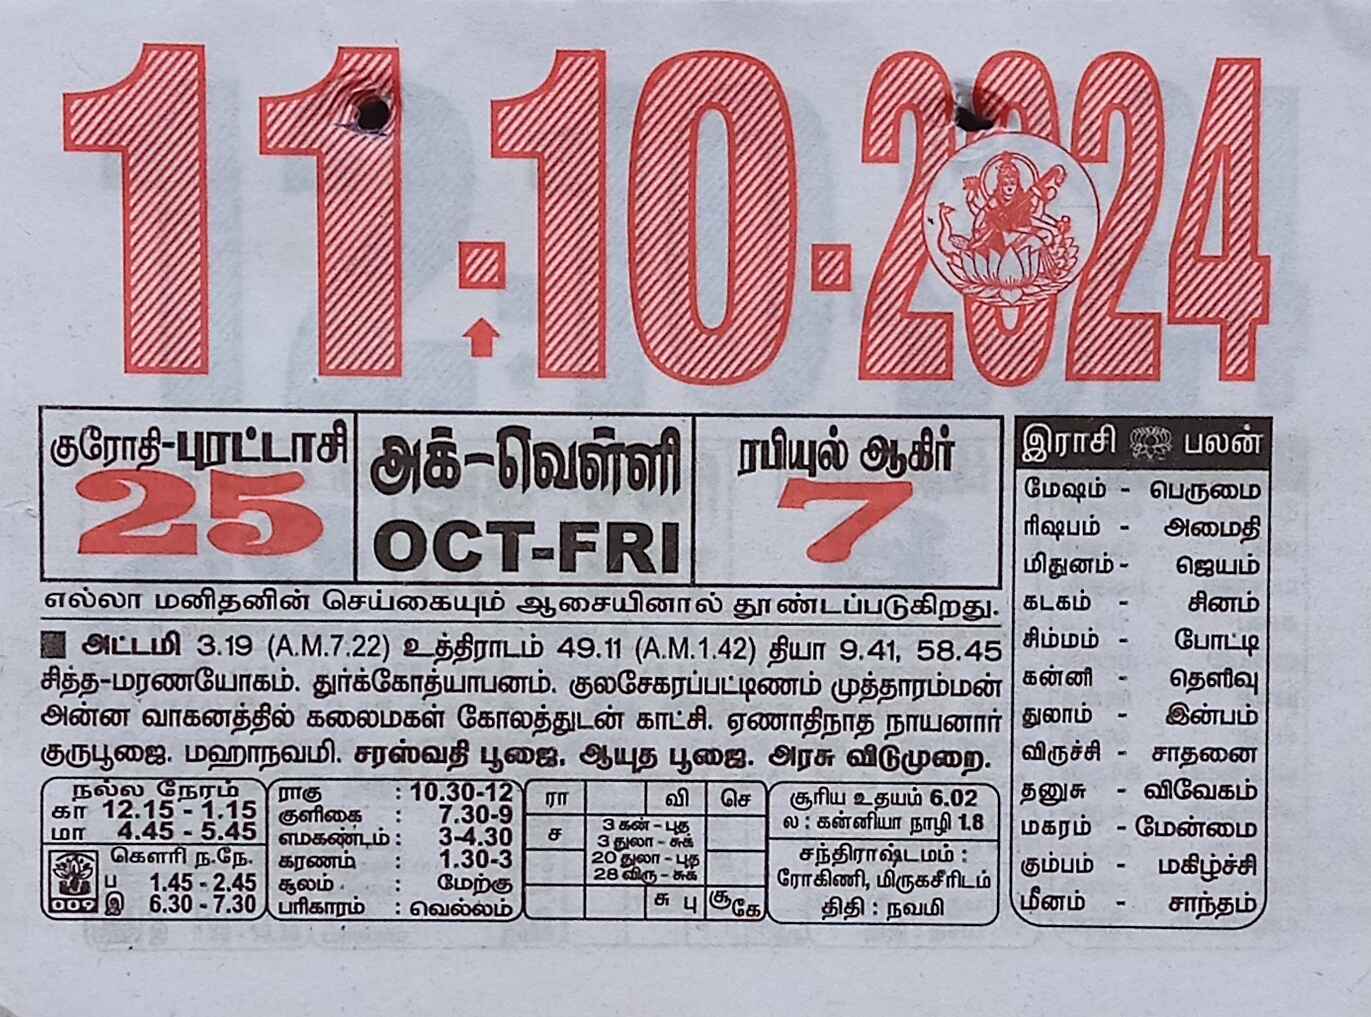 11.10.2024
குரோதி-புரட்டாசி
25
அக்-வெள்ளி
OCT-FRI
ரபியுல் ஆகிர்
7
எல்லா மனிதனின் செய்கையும் ஆசையினால் தூண்டப்படுகிறது.
அட்டமி 3.19 (A.M.7.22) உத்திராடம் 49.11 (A.M.1.42) தியா 9.41, 58.45
சித்த-மரணயோகம். துர்க்கோத்யாபனம். குலசேகரப்பட்டிணம் முத்தாரம்மன்
அன்ன வாகனத்தில் கலைமகள் கோலத்துடன் காட்சி. ஏணாதிநாத நாயனார்
குருபூஜை. மஹாநவமி. சரஸ்வதி பூஜை. ஆயுத பூஜை. அரசு விடுமுறை.
நல்ல நேரம்
கா 12.15 - 1.15
மா 4.45 - 5.45
கௌரி ந.நே.
ப 1.45 - 2.45
இ 6.30 - 7.30
009
ராகு : 10.30-12
குளிகை : 7.30-9
எமகண்டம் : 3-4.30
கரணம் : 1.30-3
சூலம் : மேற்கு
பரிகாரம் : வெல்லம்
ரா வி செ
ச
3 கன் - புத
3 துலா - சுக்
20 துலா - புத
28 விரு - சுக்
சு பு சூ கே
சூரிய உதயம் 6.02
ல : கன்னியா நாழி 1.8
சந்திராஷ்டமம் :
ரோகிணி, மிருகசீரிடம்
திதி : நவமி
இராசி பலன்
மேஷம் - பெருமை
ரிஷபம் - அமைதி
மிதுனம் - ஜெயம்
கடகம் - சினம்
சிம்மம் - போட்டி
கன்னி - தெளிவு
துலாம் - இன்பம்
விருச்சி - சாதனை
தனுசு - விவேகம்
மகரம் - மேன்மை
கும்பம் - மகிழ்ச்சி
மீனம் - சாந்தம்